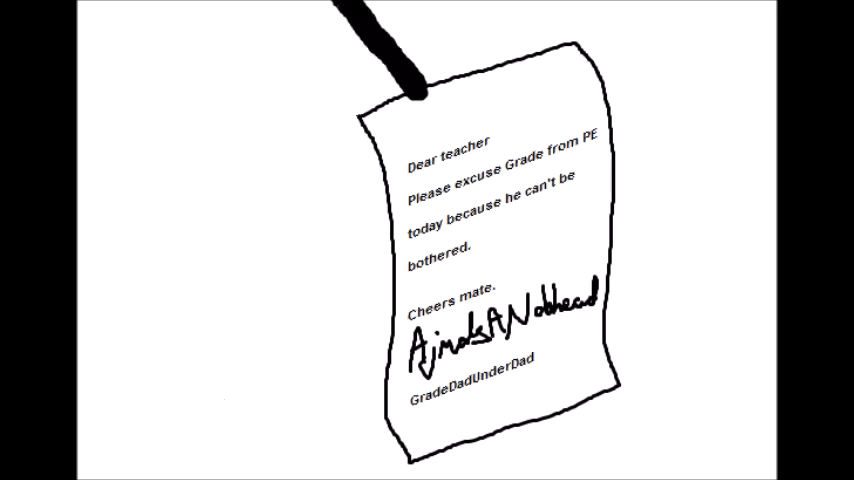 Dear teacher
Please excuse Grade from PE
today because he can't be
bothered.
Cheers mate.
AjmalsANobhead
GradeDadUnderDad